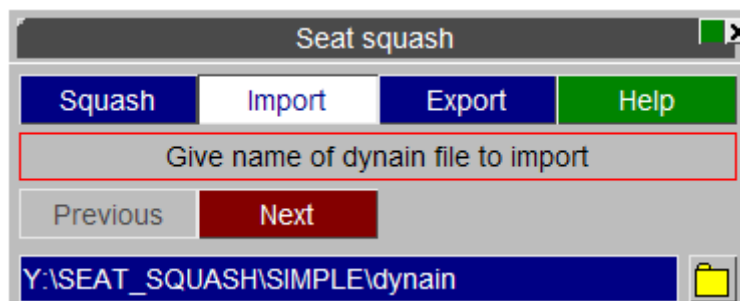 Seat squash
Squash Import Export Help
Give name of dynain file to import
Previous Next
Y:\SEAT_SQUASH\SIMPLE\dynain